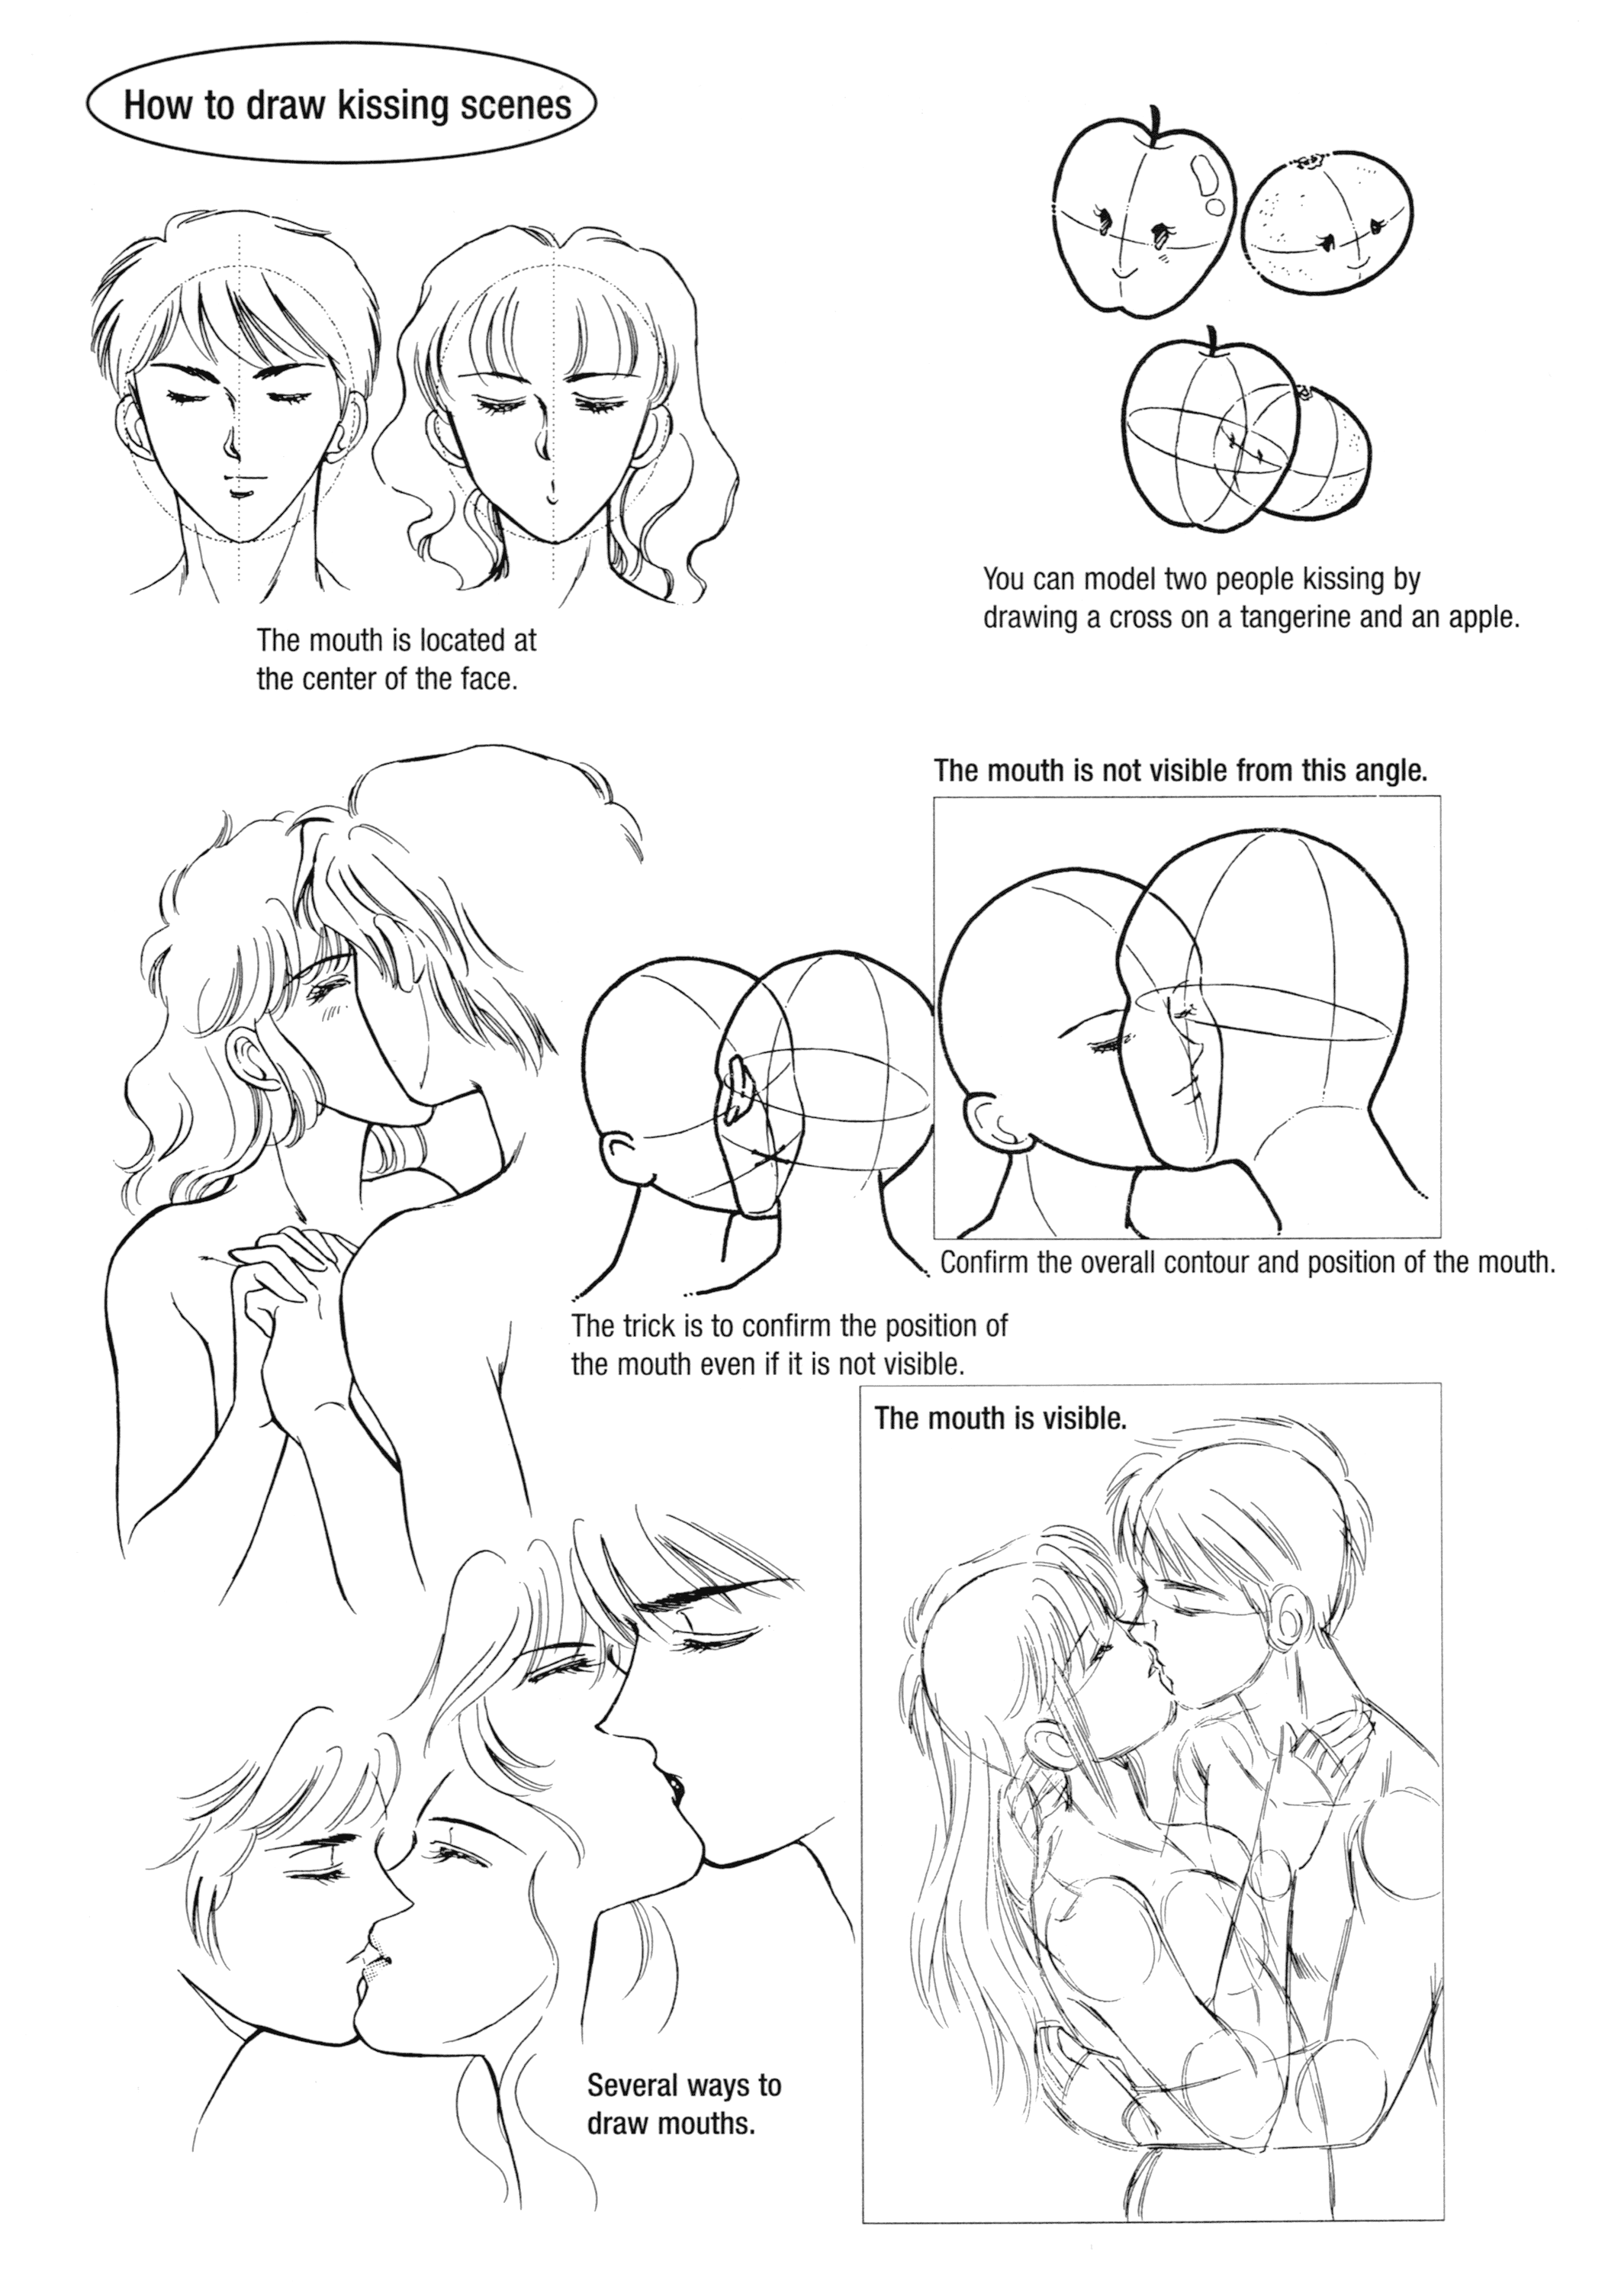 How to draw kissing scenes
The mouth is located at
the center of the face.
You can model two people kissing by
drawing a cross on a tangerine and an apple.
The mouth is not visible from this angle.
Confirm the overall contour and position of the mouth.
The trick is to confirm the position of
the mouth even if it is not visible.
The mouth is visible.
Several ways to
draw mouths.